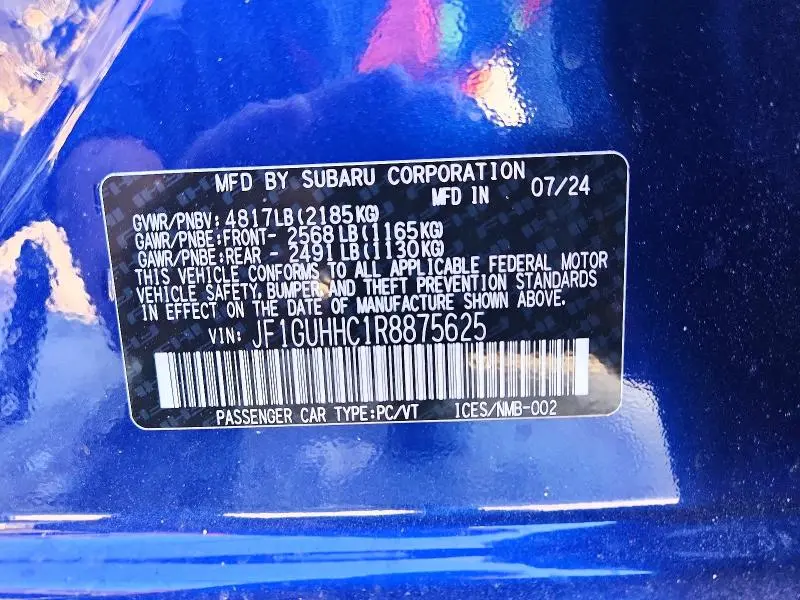 MFD BY SUBARU CORPORATION
MFD IN 07/24
GVWR/PNBV: 4817LB(2185KG)
GAWR/PNBE:FRONT- 2568LB(1165KG)
GAWR/PNBE:REAR - 2491LB(1130KG)
THIS VEHICLE CONFORMS TO ALL APPLICABLE FEDERAL MOTOR
VEHICLE SAFETY, BUMPER, AND THEFT PREVENTION STANDARDS
IN EFFECT ON THE DATE OF MANUFACTURE SHOWN ABOVE.
VIN: JF1GUHHC1R8875625
PASSENGER CAR TYPE:PC/VT ICES/NMB-002